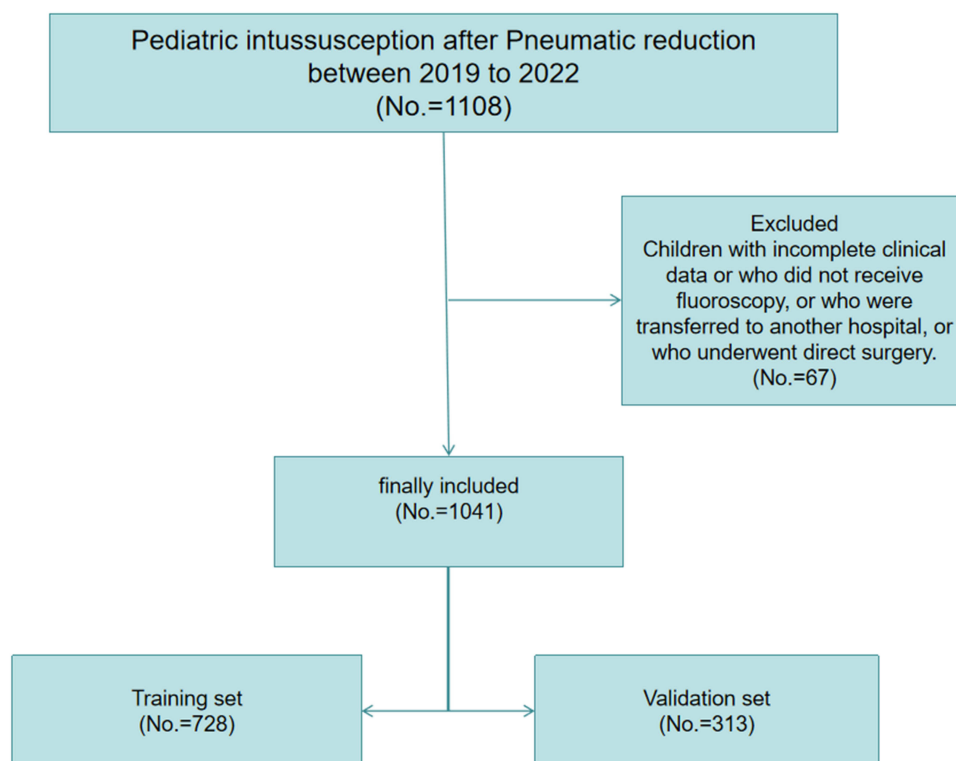 Pediatric intussusception after Pneumatic reduction
between 2019 to 2022
(No.=1108)
Excluded
Children with incomplete clinical
data or who did not receive
fluoroscopy, or who were
transferred to another hospital, or
who underwent direct surgery.
(No.=67)
finally included
(No.=1041)
Training set
(No.=728)
Validation set
(No.=313)